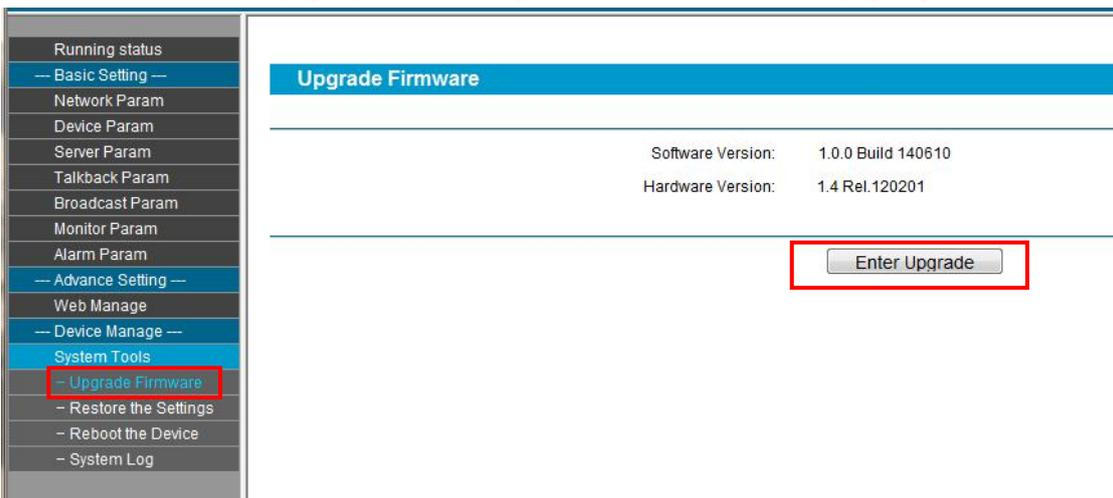 Running status
--- Basic Setting ---
Network Param
Device Param
Server Param
Talkback Param
Broadcast Param
Monitor Param
Alarm Param
--- Advance Setting ---
Web Manage
--- Device Manage ---
System Tools
− Upgrade Firmware
− Restore the Settings
− Reboot the Device
− System Log
Upgrade Firmware
Software Version: 1.0.0 Build 140610
Hardware Version: 1.4 Rel.120201
Enter Upgrade